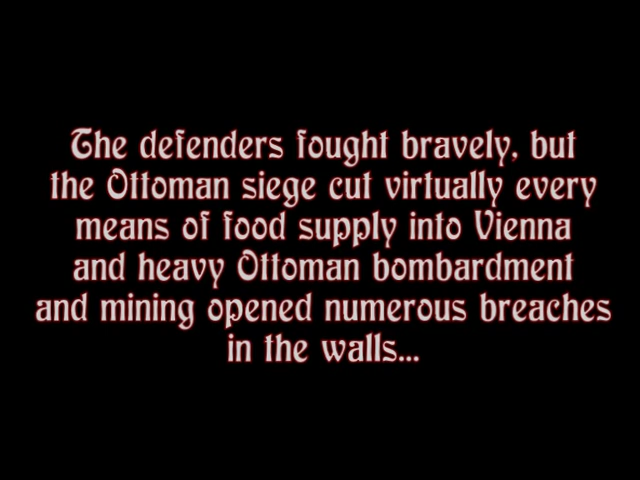 The defenders fought bravely, but
the Ottoman siege cut virtually every
means of food supply into Vienna
and heavy Ottoman bombardment
and mining opened numerous breaches
in the walls...